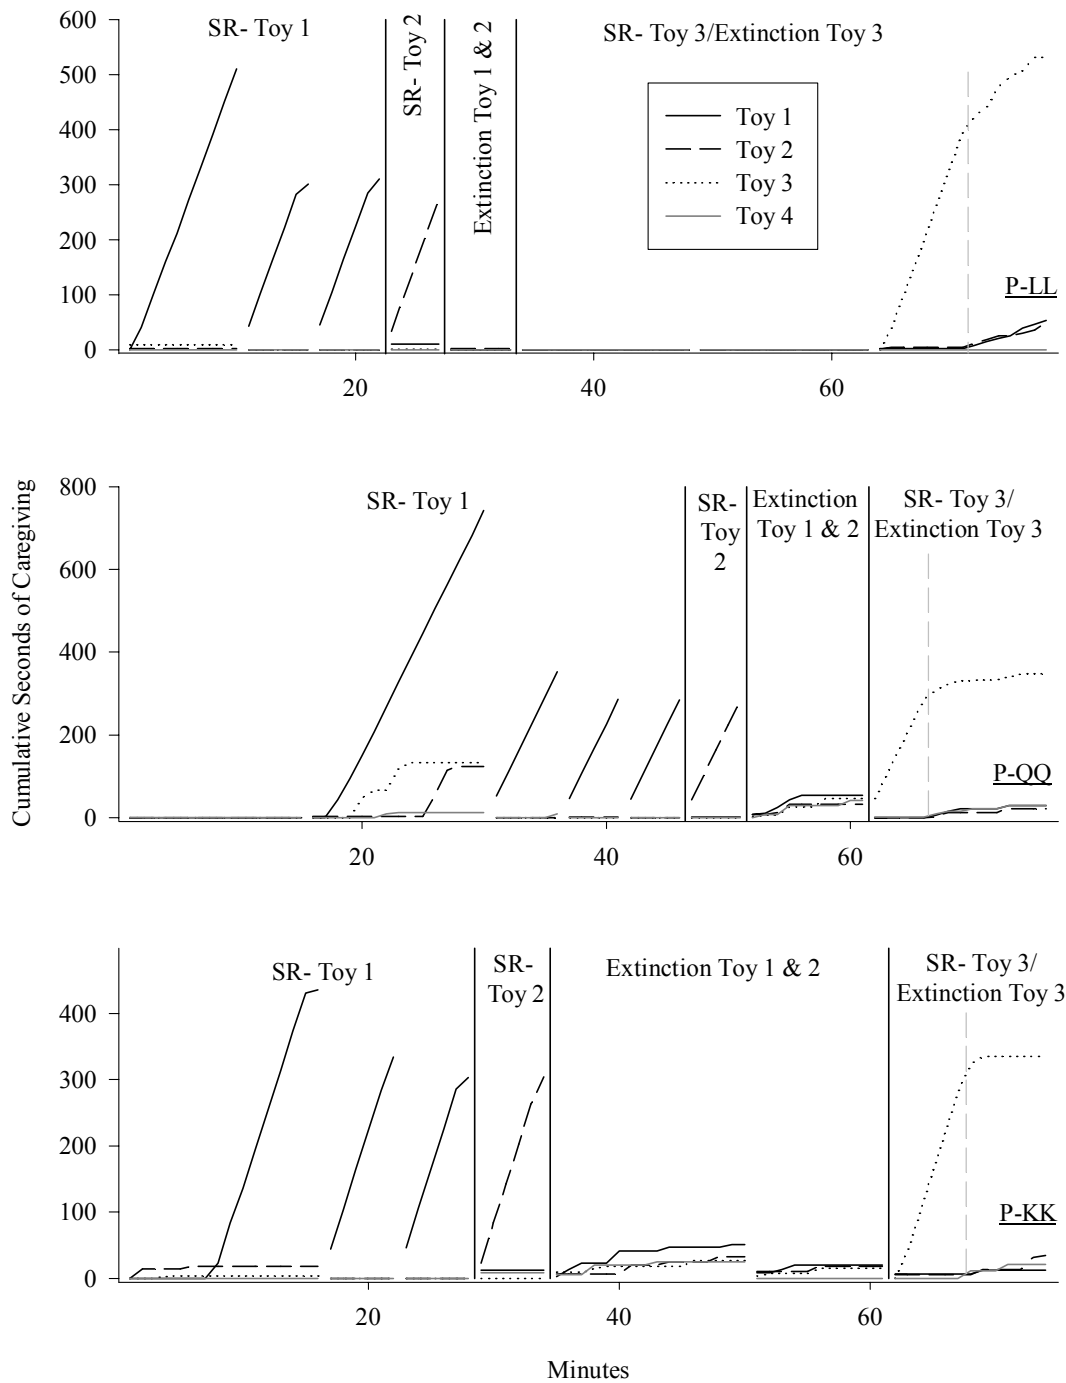 600
500
400
300
200
100
0
SR- Toy 1
SR- Toy 2
Extinction Toy 1 & 2
SR- Toy 3/Extinction Toy 3
Toy 1
Toy 2
Toy 3
Toy 4
P-LL
20 40 60
Cumulative Seconds of Caregiving
800
600
400
200
0
SR- Toy 1
SR-
Toy
2
Extinction
Toy 1 & 2
SR- Toy 3/
Extinction Toy 3
P-QQ
20 40 60
400
300
200
100
0
SR- Toy 1
SR-
Toy 2
Extinction Toy 1 & 2
SR- Toy 3/
Extinction Toy 3
P-KK
20 40 60
Minutes